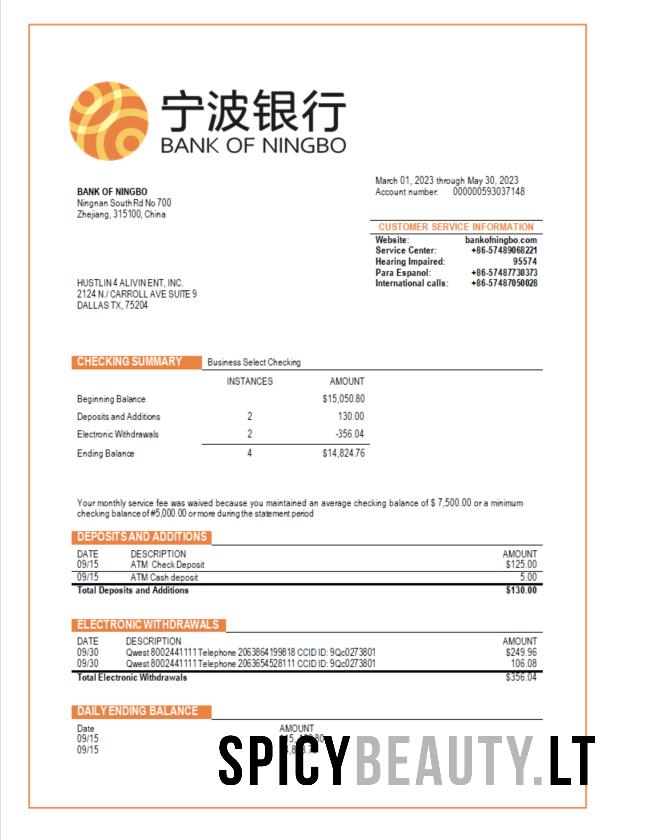 宁波银行
BANK OF NINGBO
March 01, 2023 through May 30, 2023
Account number: 000000593037148
BANK OF NINGBO
Ningnan South Rd No 700
Zhejiang, 315100, China
CUSTOMER SERVICE INFORMATION
Website: bankofningbo.com
Service Center: +86-57489068221
Hearing Impaired: 95574
Para Espanol: +86-57487730373
International calls: +86-57487050028
HUSTLIN 4 ALIVIN ENT, INC.
2124 N./ CARROLL AVE SUITE 9
DALLAS TX, 75204
CHECKING SUMMARY Business Select Checking
INSTANCES AMOUNT
Beginning Balance $15,050.80
Deposits and Additions 2 130.00
Electronic Withdrawals 2 -356.04
Ending Balance 4 $14,824.76
Your monthly service fee was waived because you maintained an average checking balance of $ 7,500.00 or a minimum
checking balance of #5,000.00 or more during the statement period
DEPOSITS AND ADDITIONS
DATE DESCRIPTION AMOUNT
09/15 ATM Check Deposit $125.00
09/15 ATM Cash deposit 5.00
Total Deposits and Additions $130.00
ELECTRONIC WITHDRAWALS
DATE DESCRIPTION AMOUNT
09/30 Qwest 8002441111 Telephone 2063864199818 CCID ID: 9Qc0273801 $249.96
09/30 Qwest 8002441111 Telephone 2063654528111 CCID ID: 9Qc0273801 106.08
Total Electronic Withdrawals $356.04
DAILY ENDING BALANCE
Date AMOUNT
09/15
09/15
SPICYBEAUTY.LT